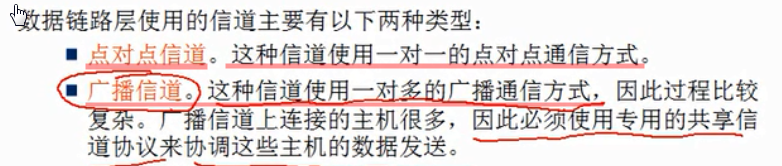 数据链路层使用的信道主要有以下两种类型：
点对点信道。这种信道使用一对一的点对点通信方式。
广播信道。这种信道使用一对多的广播通信方式，因此过程比较
复杂。广播信道上连接的主机很多，因此必须使用专用的共享信
道协议来协调这些主机的数据发送。